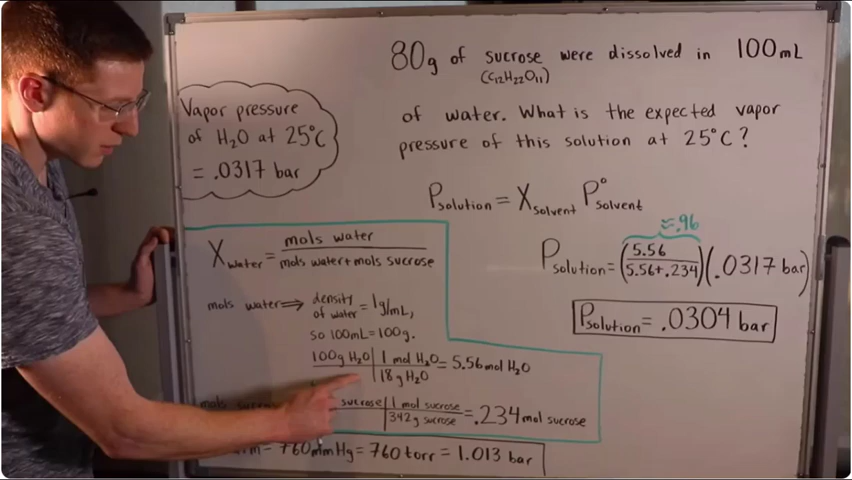 80g of sucrose were dissolved in 100mL
(C12H22O11)
of water. What is the expected vapor
pressure of this solution at 25°C?
Vapor pressure
of H₂O at 25°C
= .0317 bar
Psolution = Xsolvent P°solvent
≈.96
Psolution = (5.56/5.56+.234)(.0317 bar)
Psolution = .0304 bar
Xwater = mols water/mols water+mols sucrose
mols water ⇒ density of water = 1g/mL,
so 100mL = 100g.
100g H₂O | 1 mol H₂O/18g H₂O = 5.56 mol H₂O
sucrose | 1 mol sucrose/342g sucrose = .234 mol sucrose
= 760mmHg = 760 torr = 1.013 bar